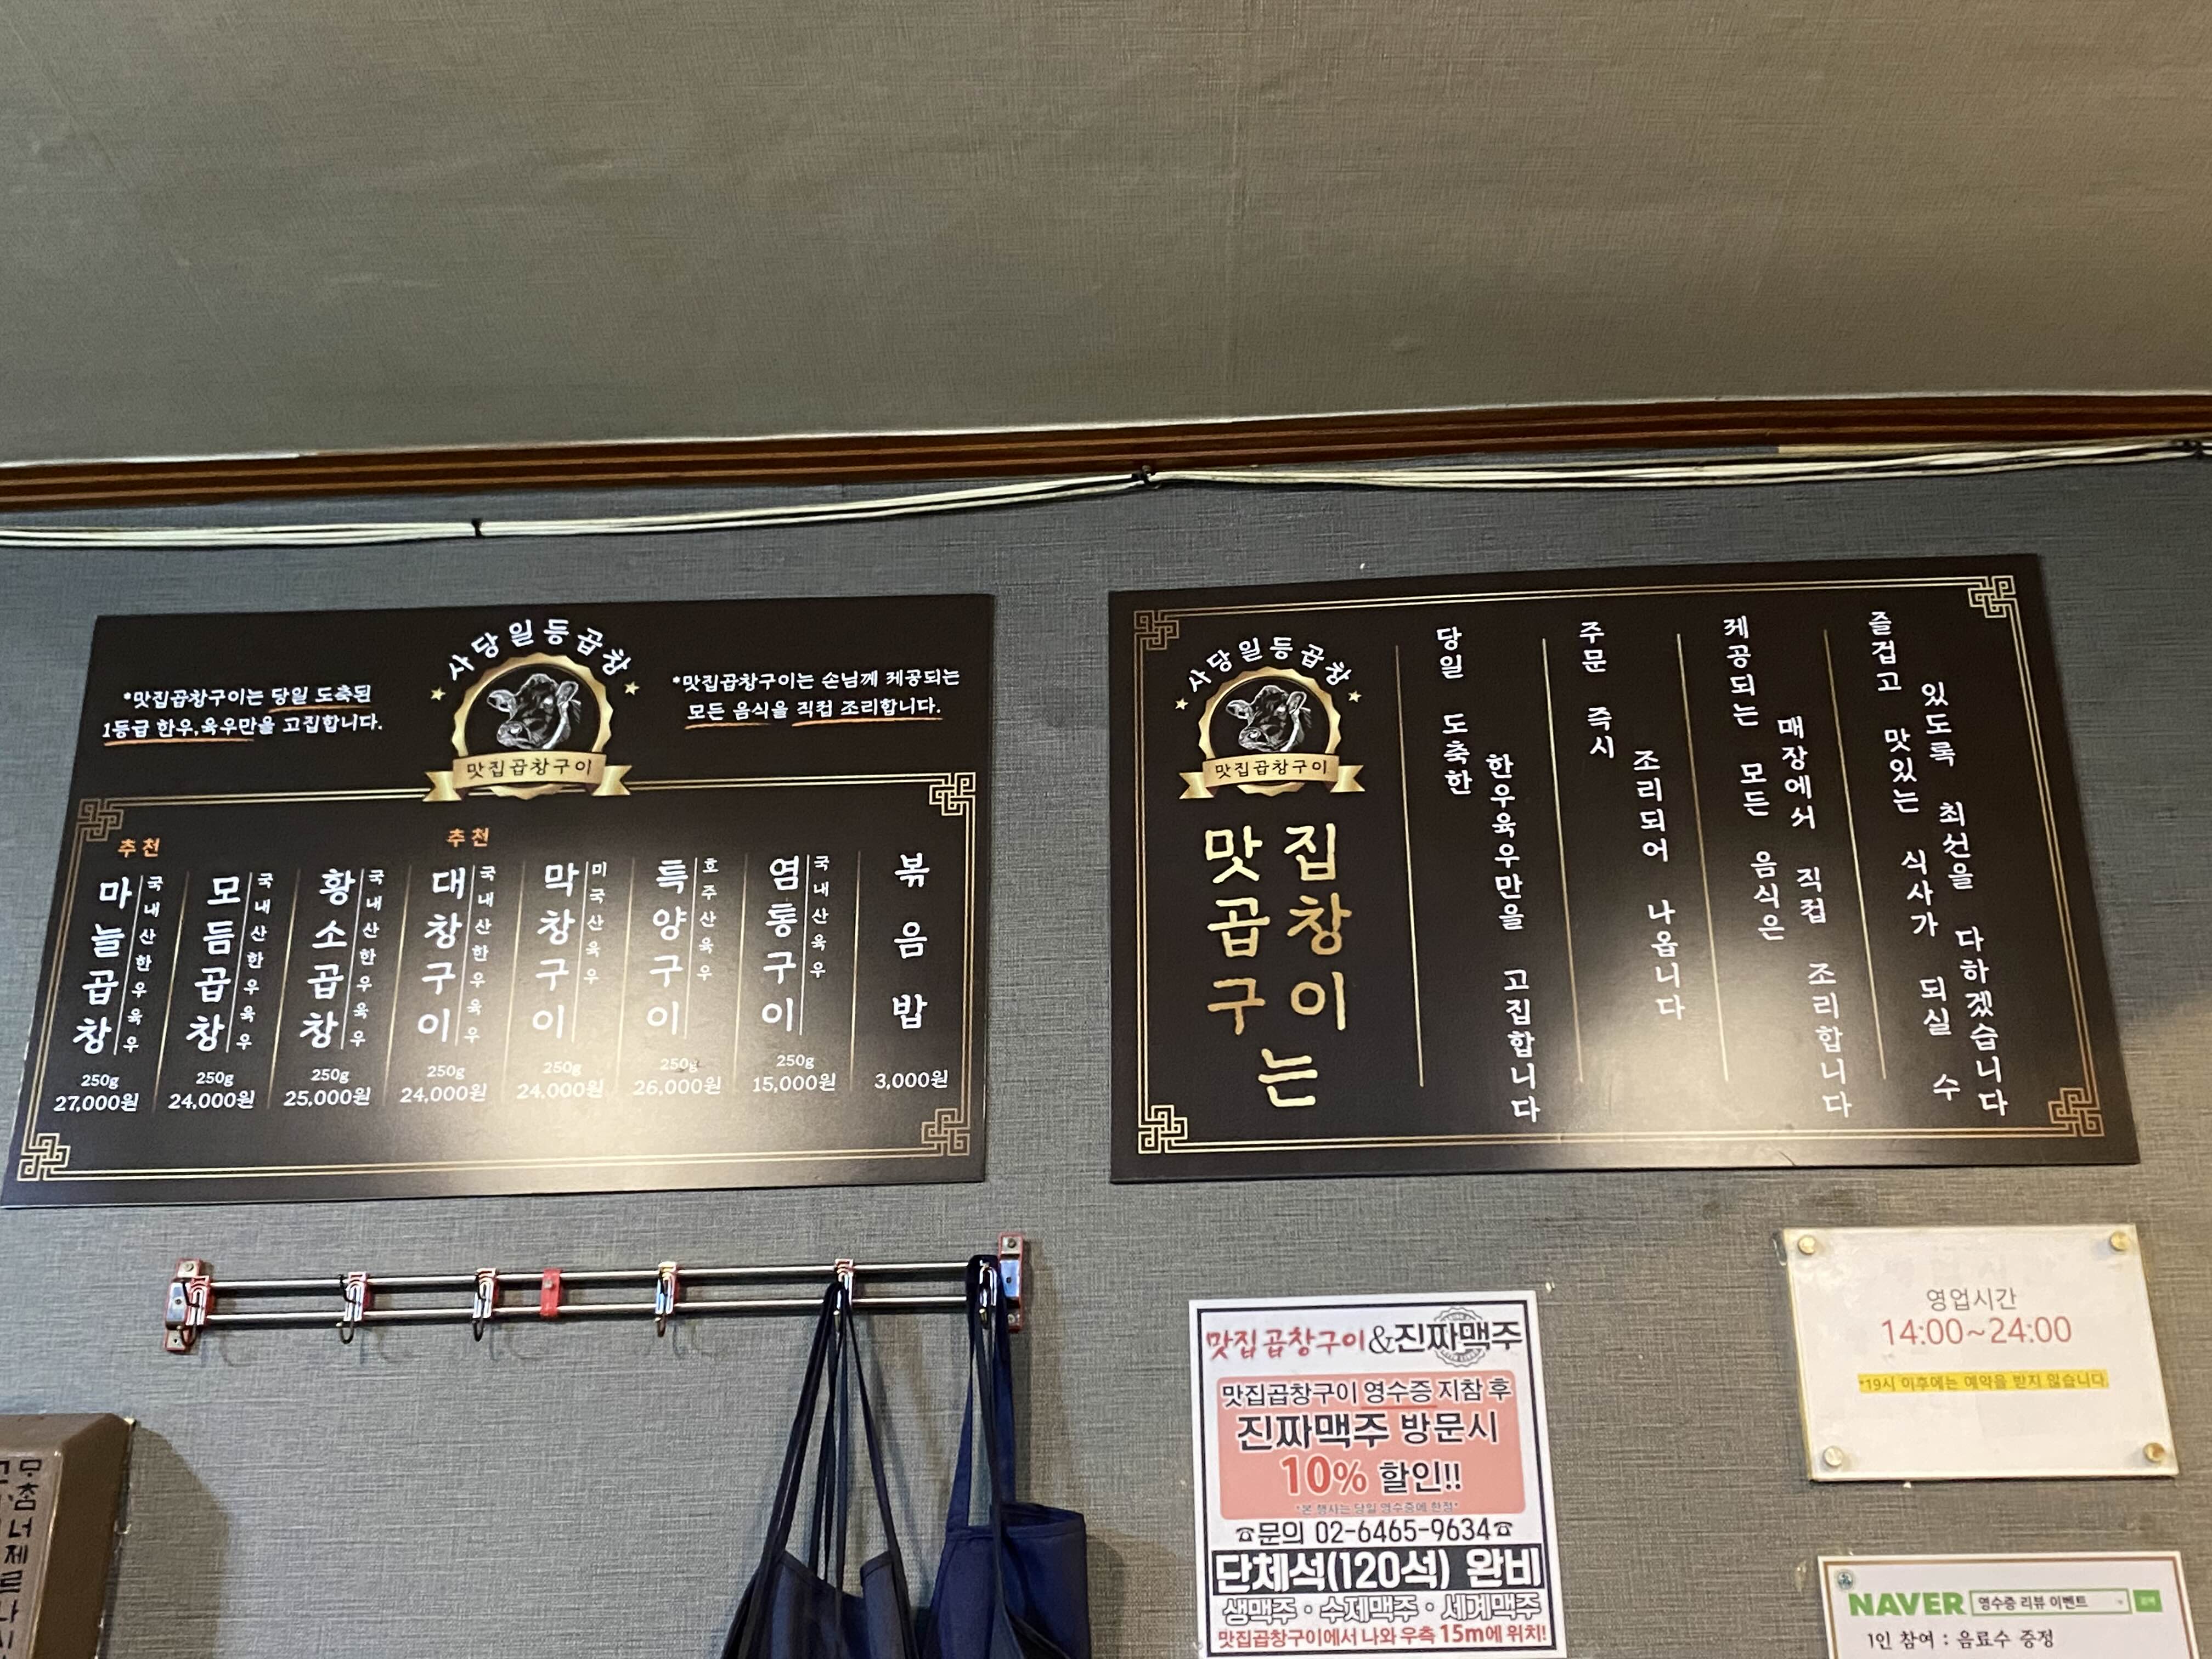 사당일등곱창
맛집곱창구이
*맛집곱창구이는 당일 도축된
1등급 한우,육우만을 고집합니다.
*맛집곱창구이는 손님께 제공되는
모든 음식을 직접 조리합니다.
추천
마늘곱창
국내산한우육우
250g
27,000원
모듬곱창
국내산한우육우
250g
24,000원
황소곱창
국내산한우육우
250g
25,000원
추천
대창구이
국내산한우육우
250g
24,000원
막창구이
미국산육우
250g
24,000원
특양구이
호주산육우
250g
26,000원
염통구이
국내산육우
250g
15,000원
볶음밥
3,000원
사당일등곱창
맛집곱창구이
맛집
곱창
구이
는
당일 도축한
한우육우만을 고집합니다
주문 즉시
조리되어 나옵니다
제공되는 모든 음식은
매장에서 직접 조리합니다
즐겁고 맛있는 식사가 되실 수
있도록 최선을 다하겠습니다
맛집곱창구이&진짜맥주
맛집곱창구이 영수증 지참 후
진짜맥주 방문시
10% 할인!!
*본 행사는 당일 영수증에 한정*
☎문의 02-6465-9634☎
단체석(120석) 완비
생맥주·수제맥주·세계맥주
맛집곱창구이에서 나와 우측 15m에 위치!
영업시간
14:00~24:00
*19시 이후에는 예약을 받지 않습니다.
NAVER 영수증 리뷰 이벤트
1인 참여 : 음료수 증정